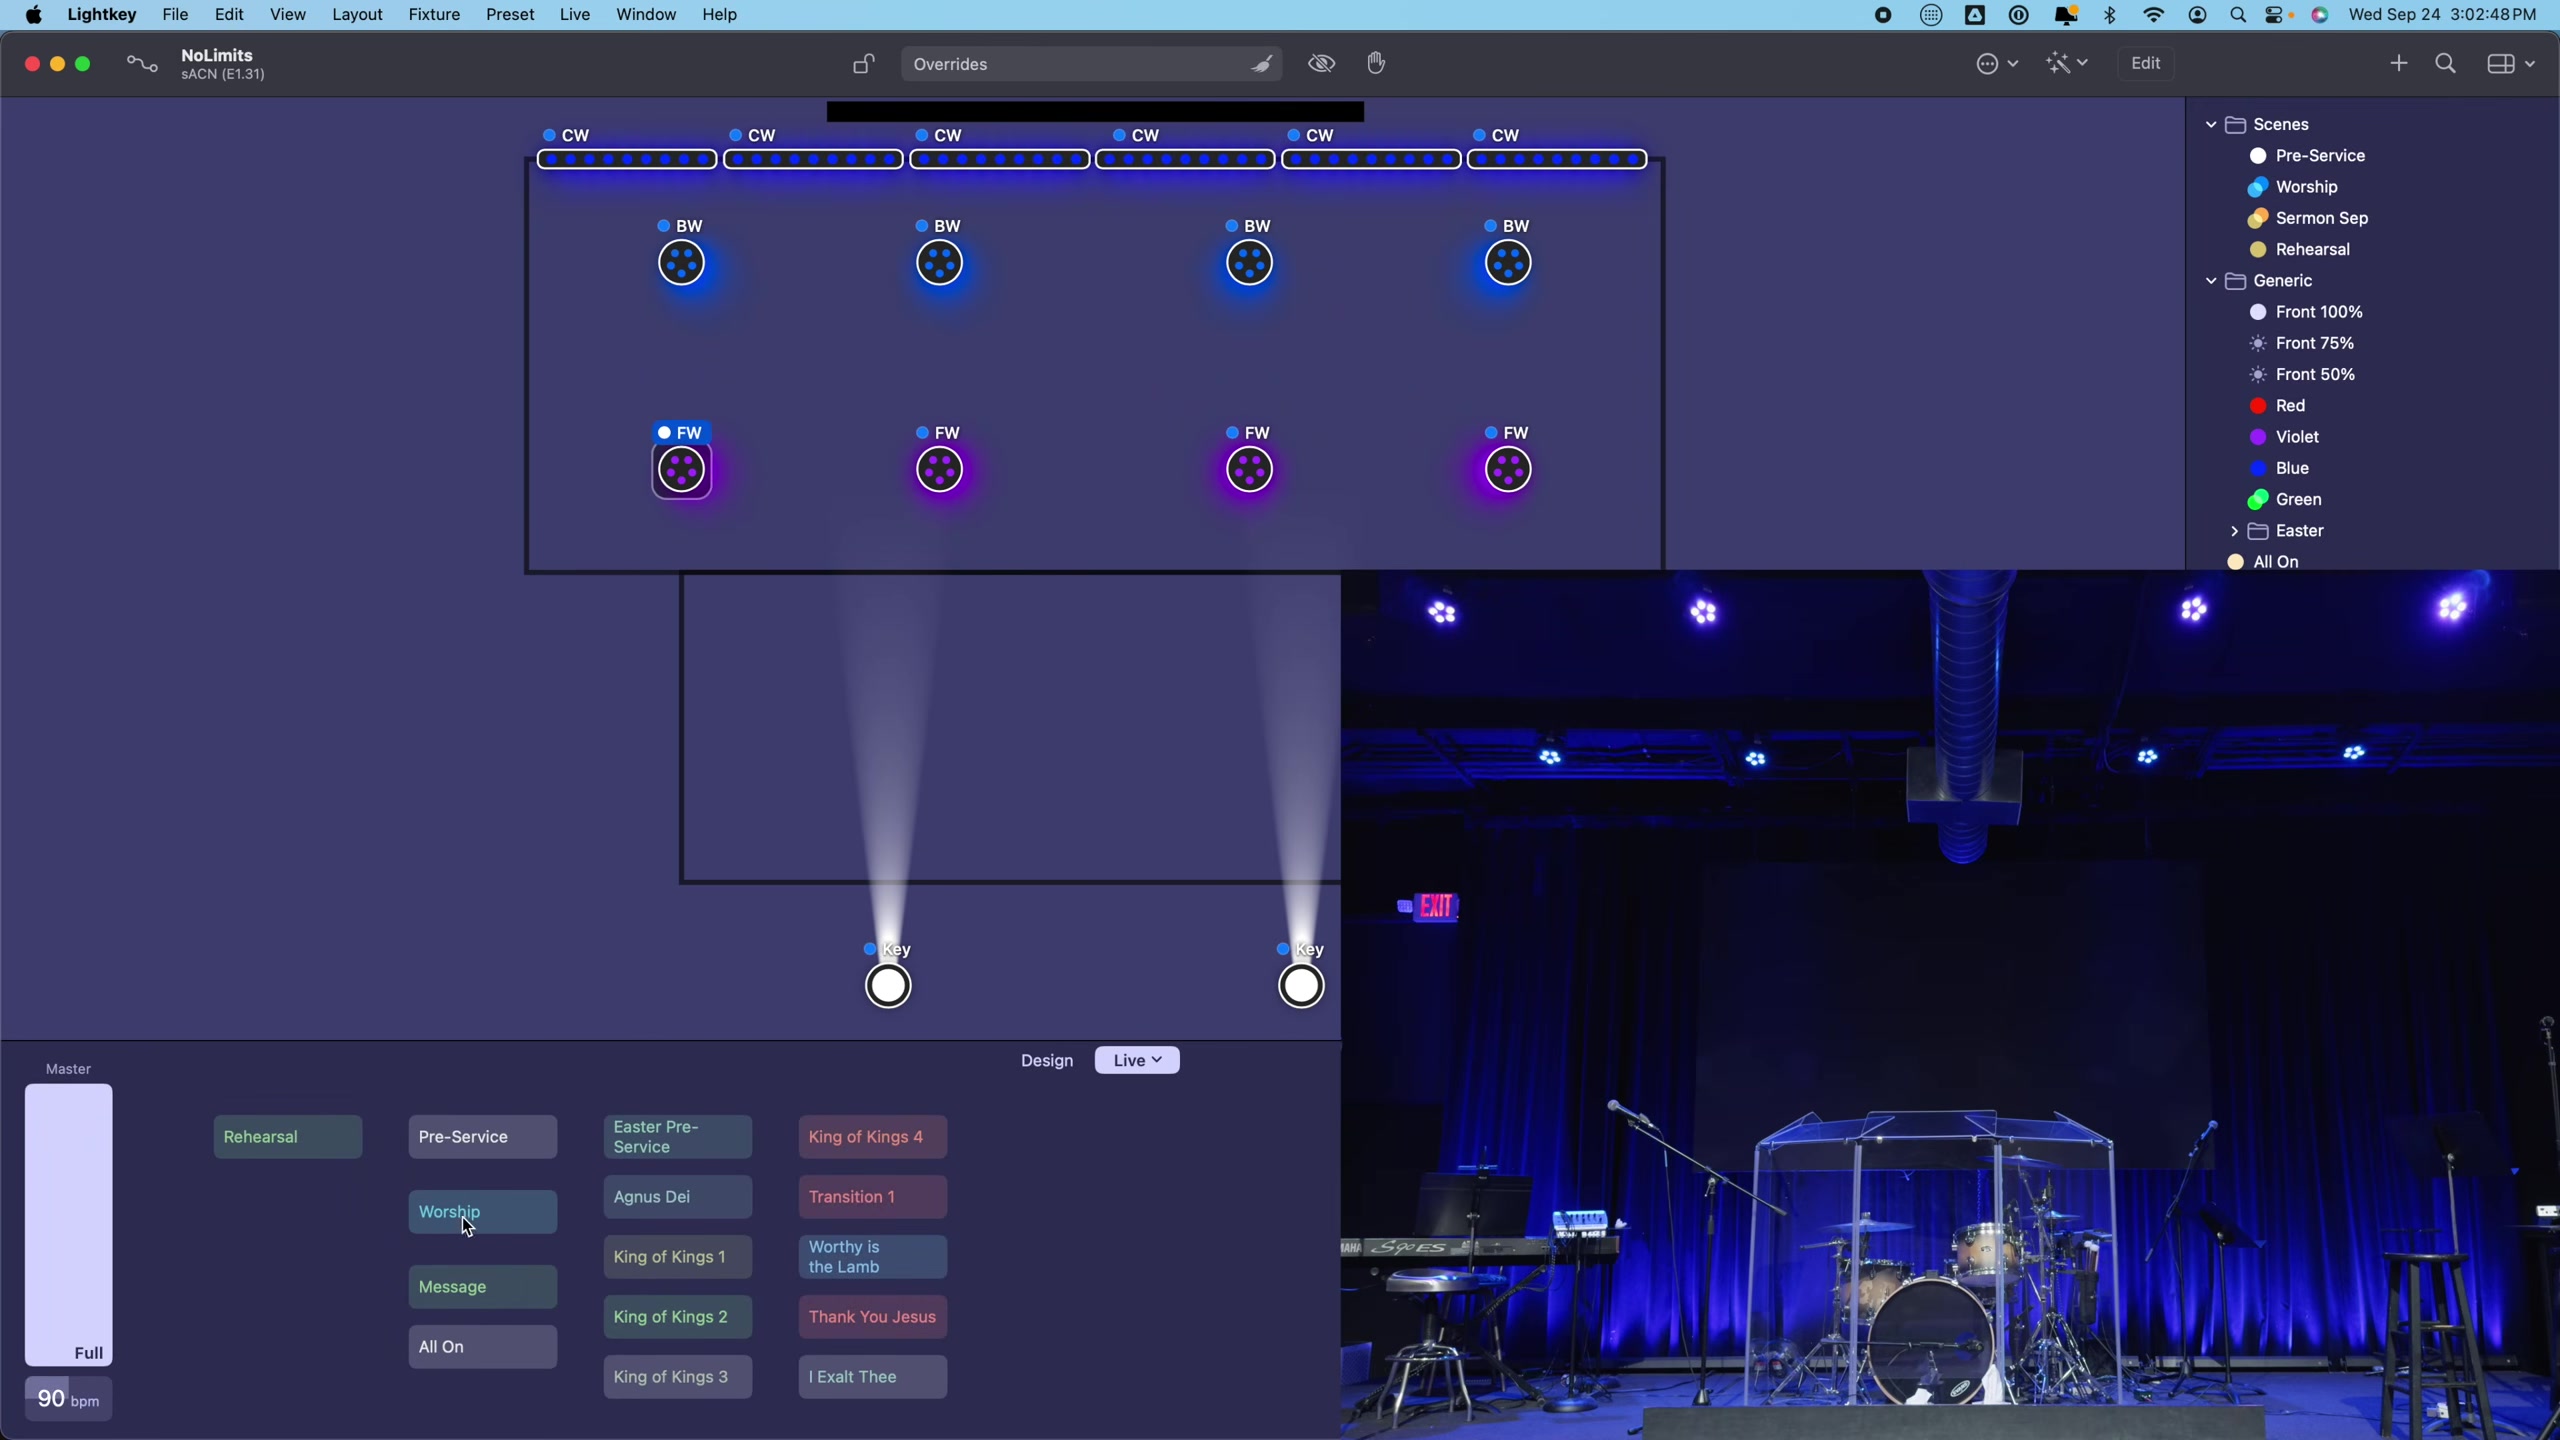 Lightkey File Edit View Layout Fixture Preset Live Window Help
Wed Sep 24 3:02:48 PM
NoLimits
sACN (E1.31)
Overrides
Edit
CW CW CW CW CW CW
BW BW BW BW
FW FW FW FW
Key Key
Scenes
Pre-Service
Worship
Sermon Sep
Rehearsal
Generic
Front 100%
Front 75%
Front 50%
Red
Violet
Blue
Green
Easter
All On
EXIT
S90 ES
Design Live
Master
Full
90 bpm
Rehearsal
Pre-Service
Worship
Message
All On
Easter Pre-
Service
Agnus Dei
King of Kings 1
King of Kings 2
King of Kings 3
King of Kings 4
Transition 1
Worthy is
the Lamb
Thank You Jesus
I Exalt Thee